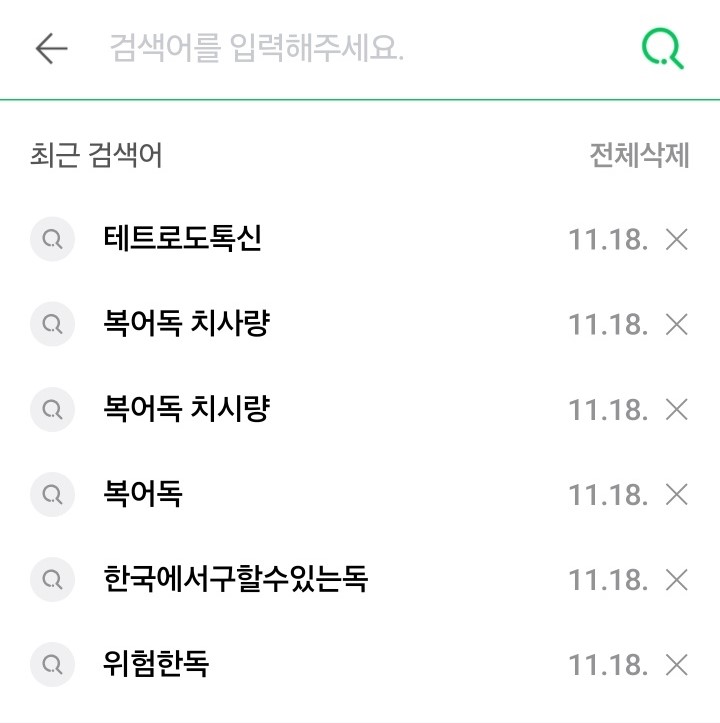 검색어를 입력해주세요.
최근 검색어 전체삭제
테트로도톡신 11.18.
복어독 치사량 11.18.
복어독 치시량 11.18.
복어독 11.18.
한국에서구할수있는독 11.18.
위험한독 11.18.